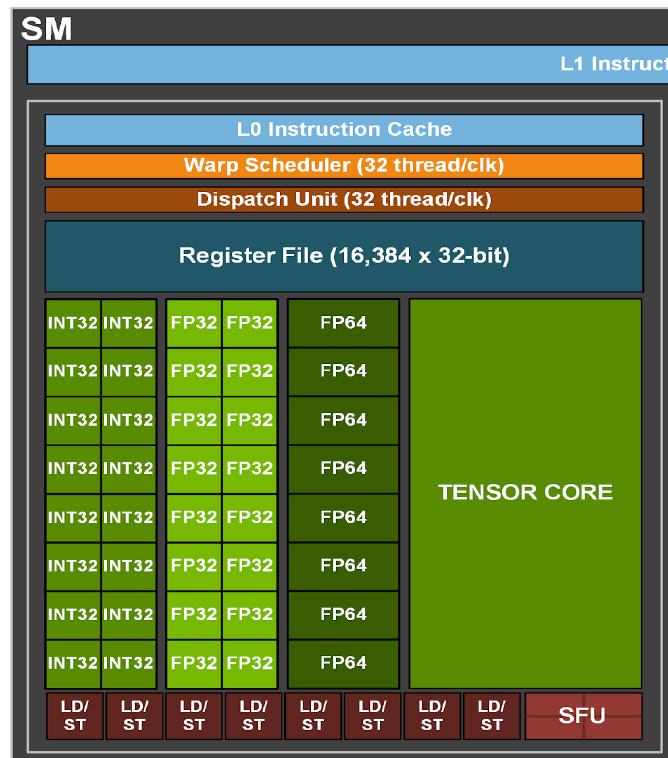 SM
L1 Instruct
L0 Instruction Cache
Warp Scheduler (32 thread/clk)
Dispatch Unit (32 thread/clk)
Register File (16,384 x 32-bit)
INT32 INT32 FP32 FP32 FP64
INT32 INT32 FP32 FP32 FP64
INT32 INT32 FP32 FP32 FP64
INT32 INT32 FP32 FP32 FP64
TENSOR CORE
INT32 INT32 FP32 FP32 FP64
INT32 INT32 FP32 FP32 FP64
INT32 INT32 FP32 FP32 FP64
INT32 INT32 FP32 FP32 FP64
LD/ LD/ LD/ LD/ LD/ LD/ LD/ LD/ SFU
ST ST ST ST ST ST ST ST